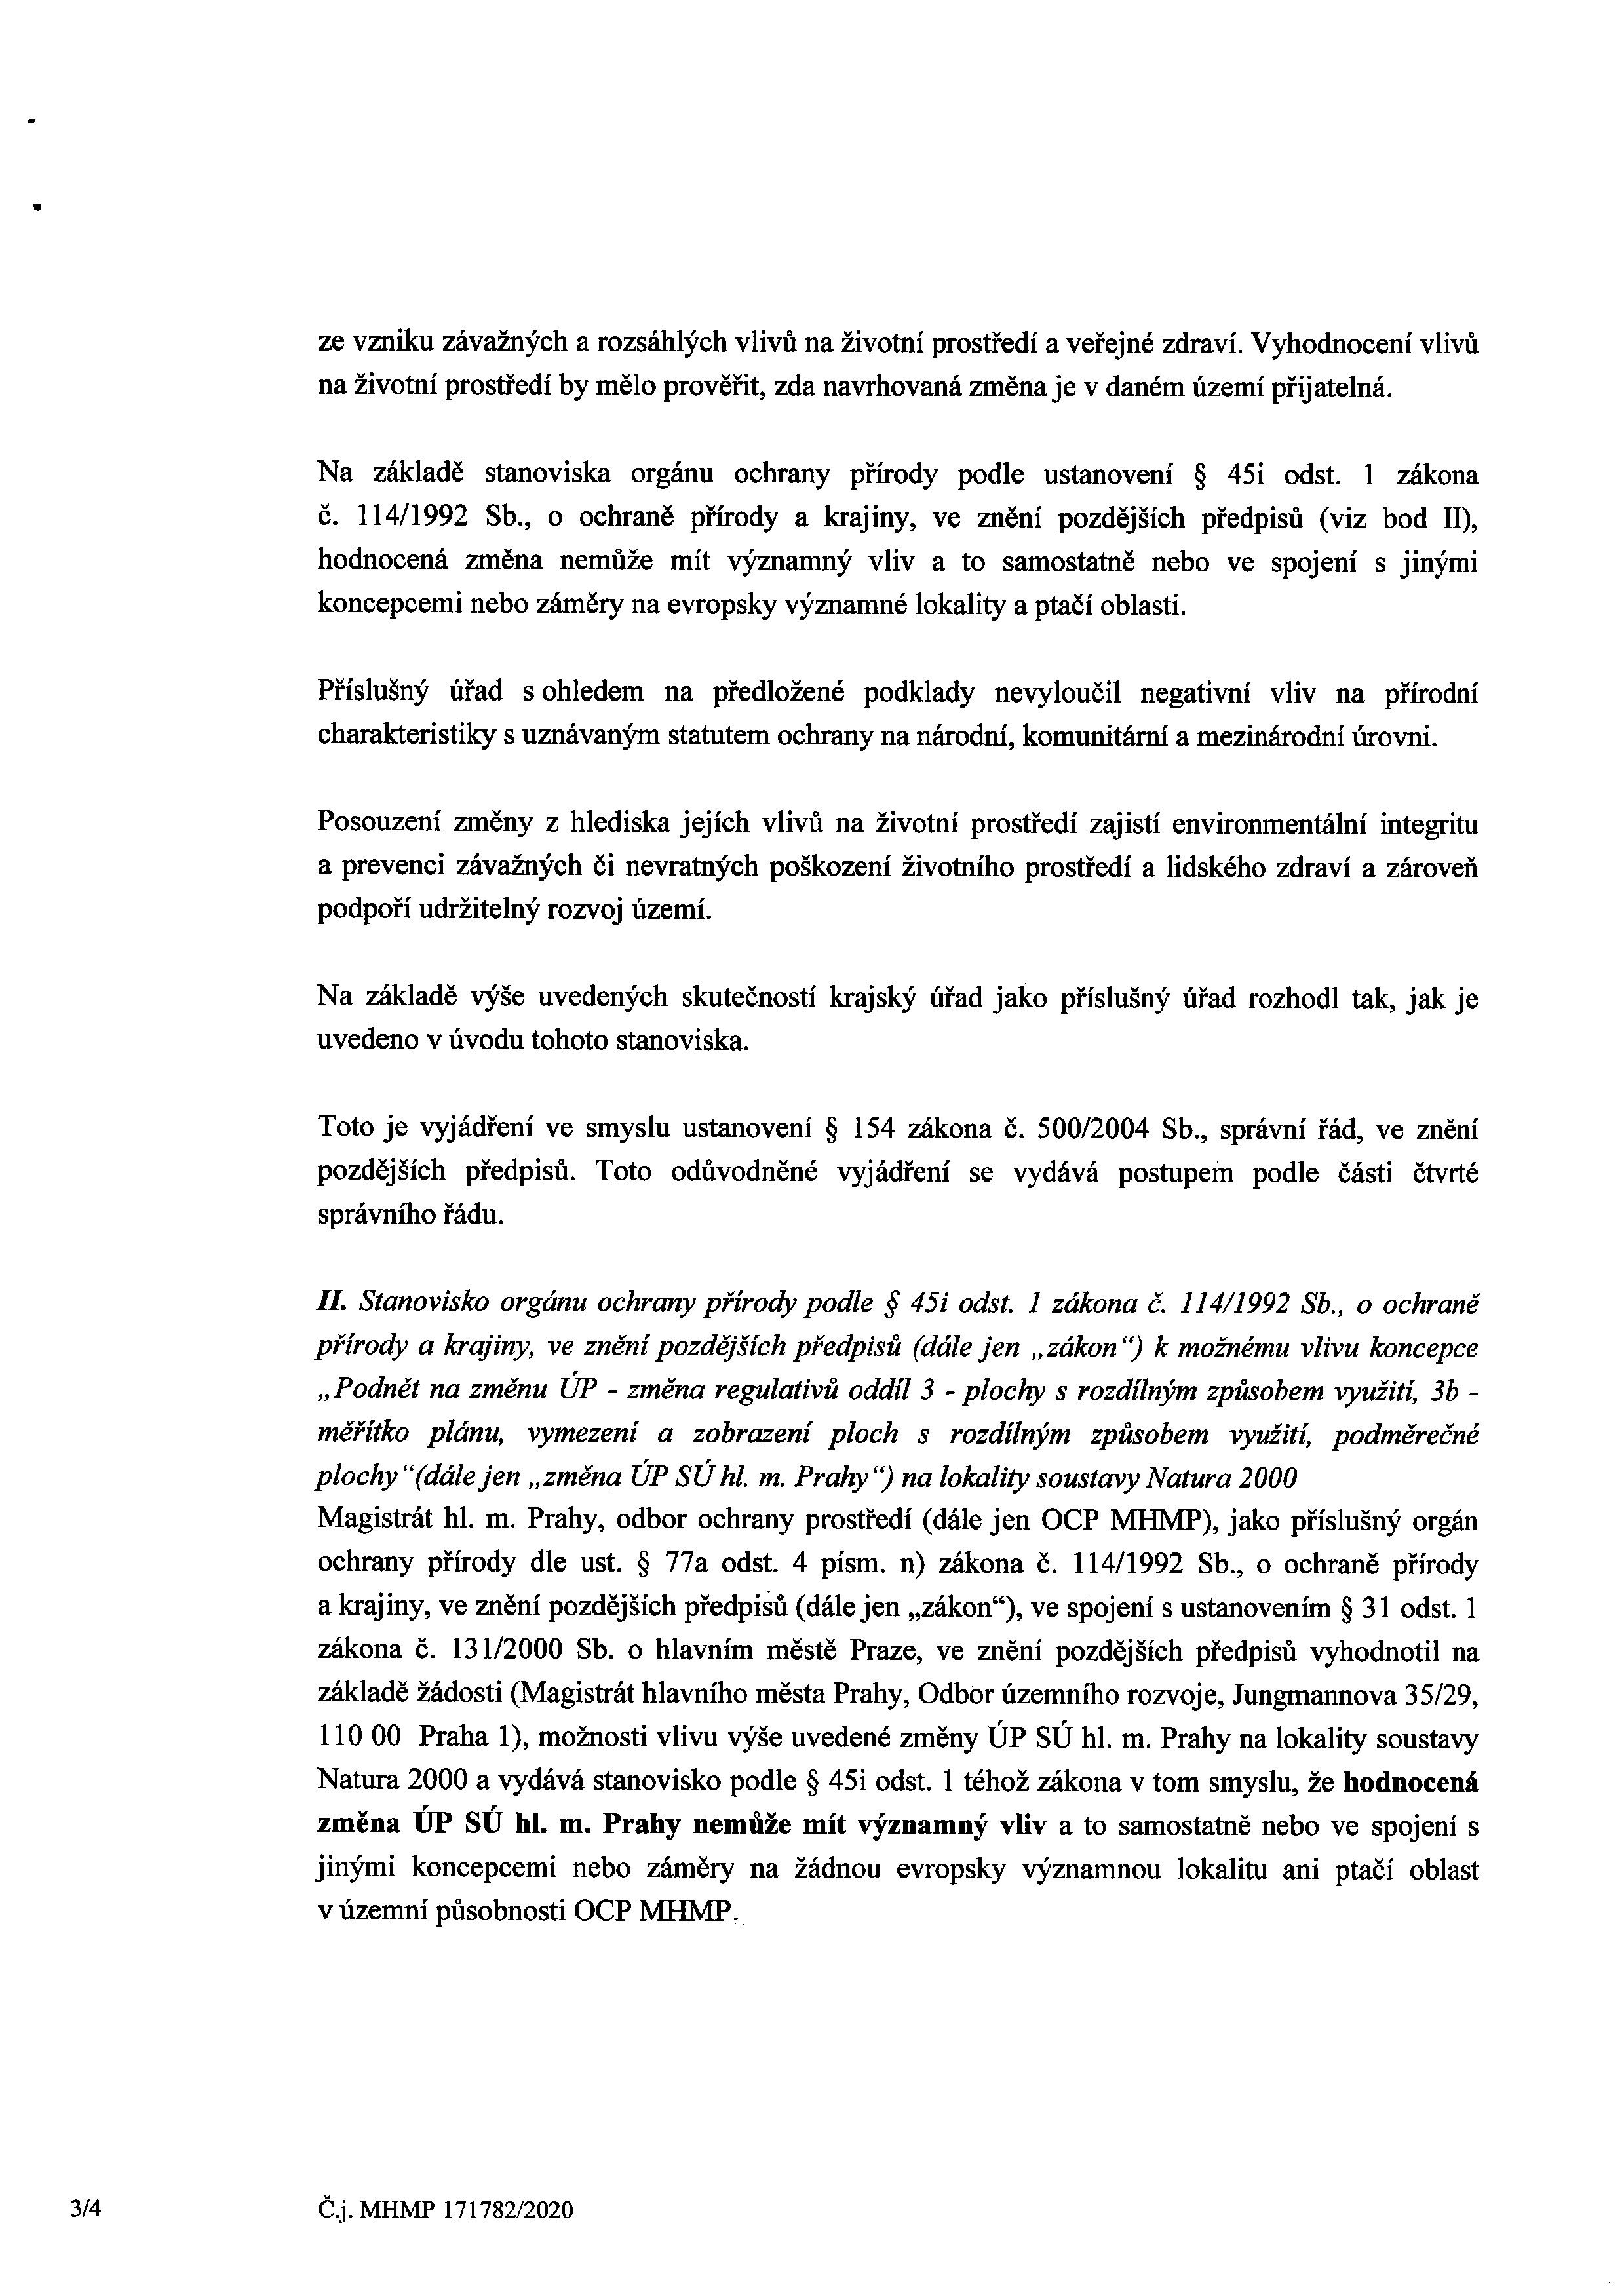 ze vzniku závažných a rozsáhlých vlivů na životní prostředí a veřejné zdraví. Vyhodnocení vlivů
na životní prostředí by mělo prověřit, zda navrhovaná změna je v daném území přijatelná.
Na základě stanoviska orgánu ochrany přírody podle ustanovení § 45i odst. 1 zákona
č. 114/1992 Sb., o ochraně přírody a krajiny, ve znění pozdějších předpisů (viz bod II),
hodnocená změna nemůže mít významný vliv a to samostatně nebo ve spojení s jinými
koncepcemi nebo záměry na evropsky významné lokality a ptačí oblasti.
Příslušný úřad s ohledem na předložené podklady nevyloučil negativní vliv na přírodní
charakteristiky s uznávaným statutem ochrany na národní, komunitární a mezinárodní úrovni.
Posouzení změny z hlediska jejích vlivů na životní prostředí zajistí environmentální integritu
a prevenci závažných či nevratných poškození životního prostředí a lidského zdraví a zároveň
podpoří udržitelný rozvoj území.
Na základě výše uvedených skutečností krajský úřad jako příslušný úřad rozhodl tak, jak je
uvedeno v úvodu tohoto stanoviska.
Toto je vyjádření ve smyslu ustanovení § 154 zákona č. 500/2004 Sb., správní řád, ve znění
pozdějších předpisů. Toto odůvodněné vyjádření se vydává postupem podle části čtvrté
správního řádu.
II. Stanovisko orgánu ochrany přírody podle § 45i odst. 1 zákona č. 114/1992 Sb., o ochraně
přírody a krajiny, ve znění pozdějších předpisů (dále jen „zákon“) k možnému vlivu koncepce
„Podnět na změnu ÚP - změna regulativů oddíl 3 - plochy s rozdílným způsobem využití, 3b -
měřítko plánu, vymezení a zobrazení ploch s rozdílným způsobem využití, podměrečné
plochy“(dále jen „změna ÚP SÚ hl. m. Prahy“) na lokality soustavy Natura 2000
Magistrát hl. m. Prahy, odbor ochrany prostředí (dále jen OCP MHMP), jako příslušný orgán
ochrany přírody dle ust. § 77a odst. 4 písm. n) zákona č. 114/1992 Sb., o ochraně přírody
a krajiny, ve znění pozdějších předpisů (dále jen „zákon“), ve spojení s ustanovením § 31 odst. 1
zákona č. 131/2000 Sb. o hlavním městě Praze, ve znění pozdějších předpisů vyhodnotil na
základě žádosti (Magistrát hlavního města Prahy, Odbor územního rozvoje, Jungmannova 35/29,
110 00 Praha 1), možnosti vlivu výše uvedené změny ÚP SÚ hl. m. Prahy na lokality soustavy
Natura 2000 a vydává stanovisko podle § 45i odst. 1 téhož zákona v tom smyslu, že hodnocená
změna ÚP SÚ hl. m. Prahy nemůže mít významný vliv a to samostatně nebo ve spojení s
jinými koncepcemi nebo záměry na žádnou evropsky významnou lokalitu ani ptačí oblast
v územní působnosti OCP MHMP.
3/4 Č.j. MHMP 171782/2020